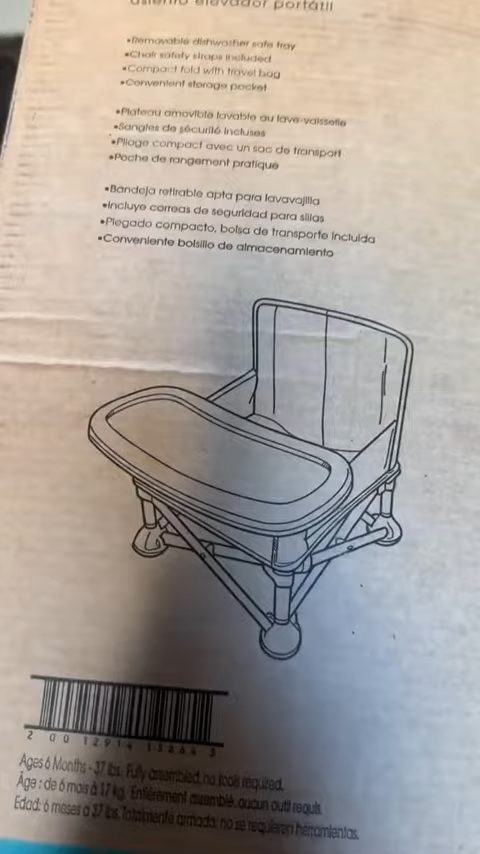 asiento elevador portátil
•Removable dishwasher safe tray
•Chair safety straps included
•Compact fold with travel bag
•Convenient storage pocket
•Plateau amovible lavable au lave-vaisselle
•Sangles de sécurité incluses
•Pliage compact avec un sac de transport
•Poche de rangement pratique
•Bandeja retirable apta para lavavajilla
•Incluye correas de seguridad para sillas
•Plegado compacto, bolsa de transporte incluida
•Conveniente bolsillo de almacenamiento
2 00 12914 13864 3
Ages 6 Months - 37 lbs. Fully assembled, no tools required.
Âge : de 6 mois à 17 kg. Entièrement assemblé, aucun outil requis.
Edad: 6 meses a 37 lbs. Totalmente armada; no se requieren herramientas.